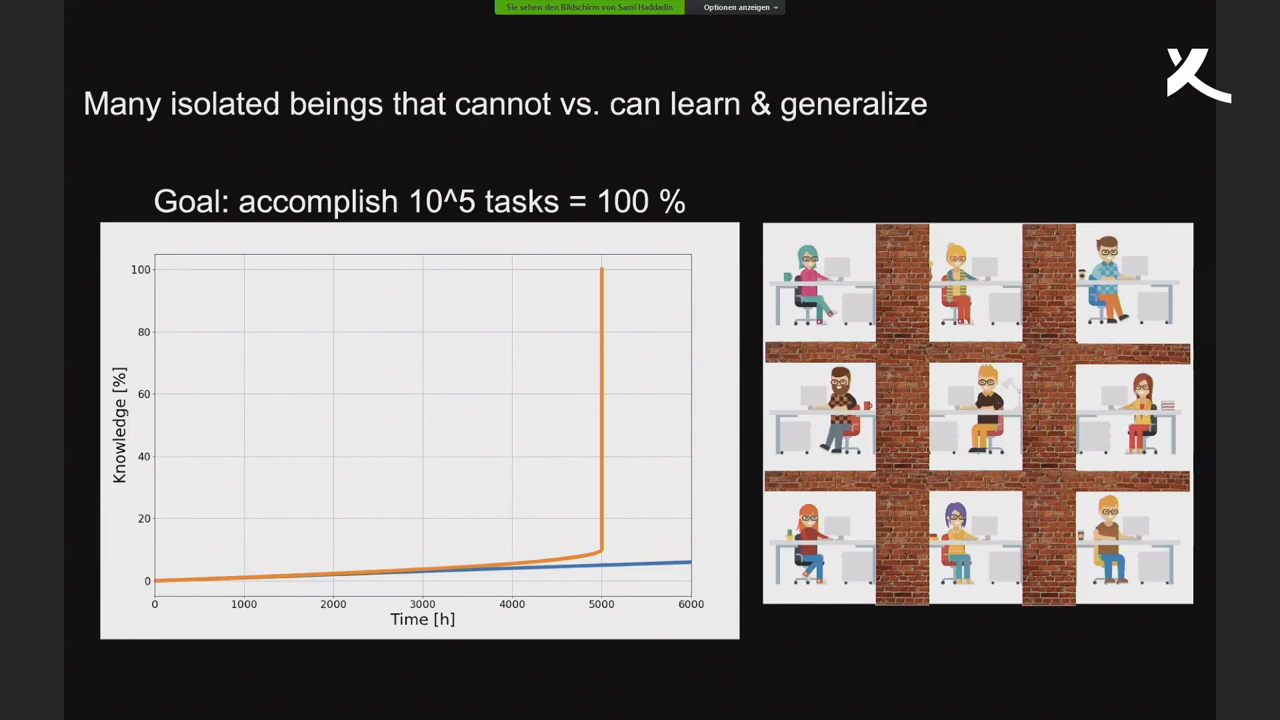 Sie sehen den Bildschirm von Sami Haddadin
Optionen anzeigen
Many isolated beings that cannot vs. can learn & generalize
Goal: accomplish 10^5 tasks = 100 %
100
80
60
40
20
0
Knowledge [%]
0 1000 2000 3000 4000 5000 6000
Time [h]